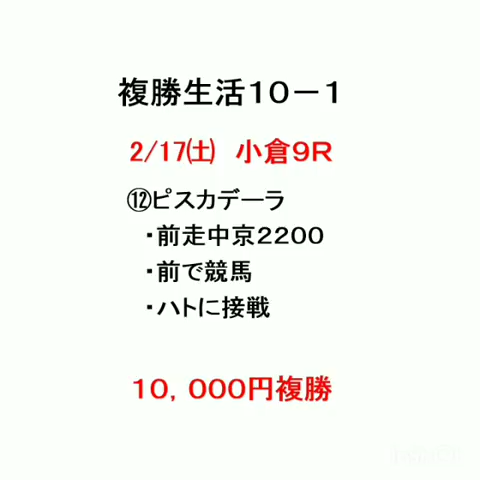 複勝生活１０－１
2/17㈯　小倉９Ｒ
⑫ピスカデーラ
・前走中京２２００
・前で競馬
・ハトに接戦
１０，０００円複勝